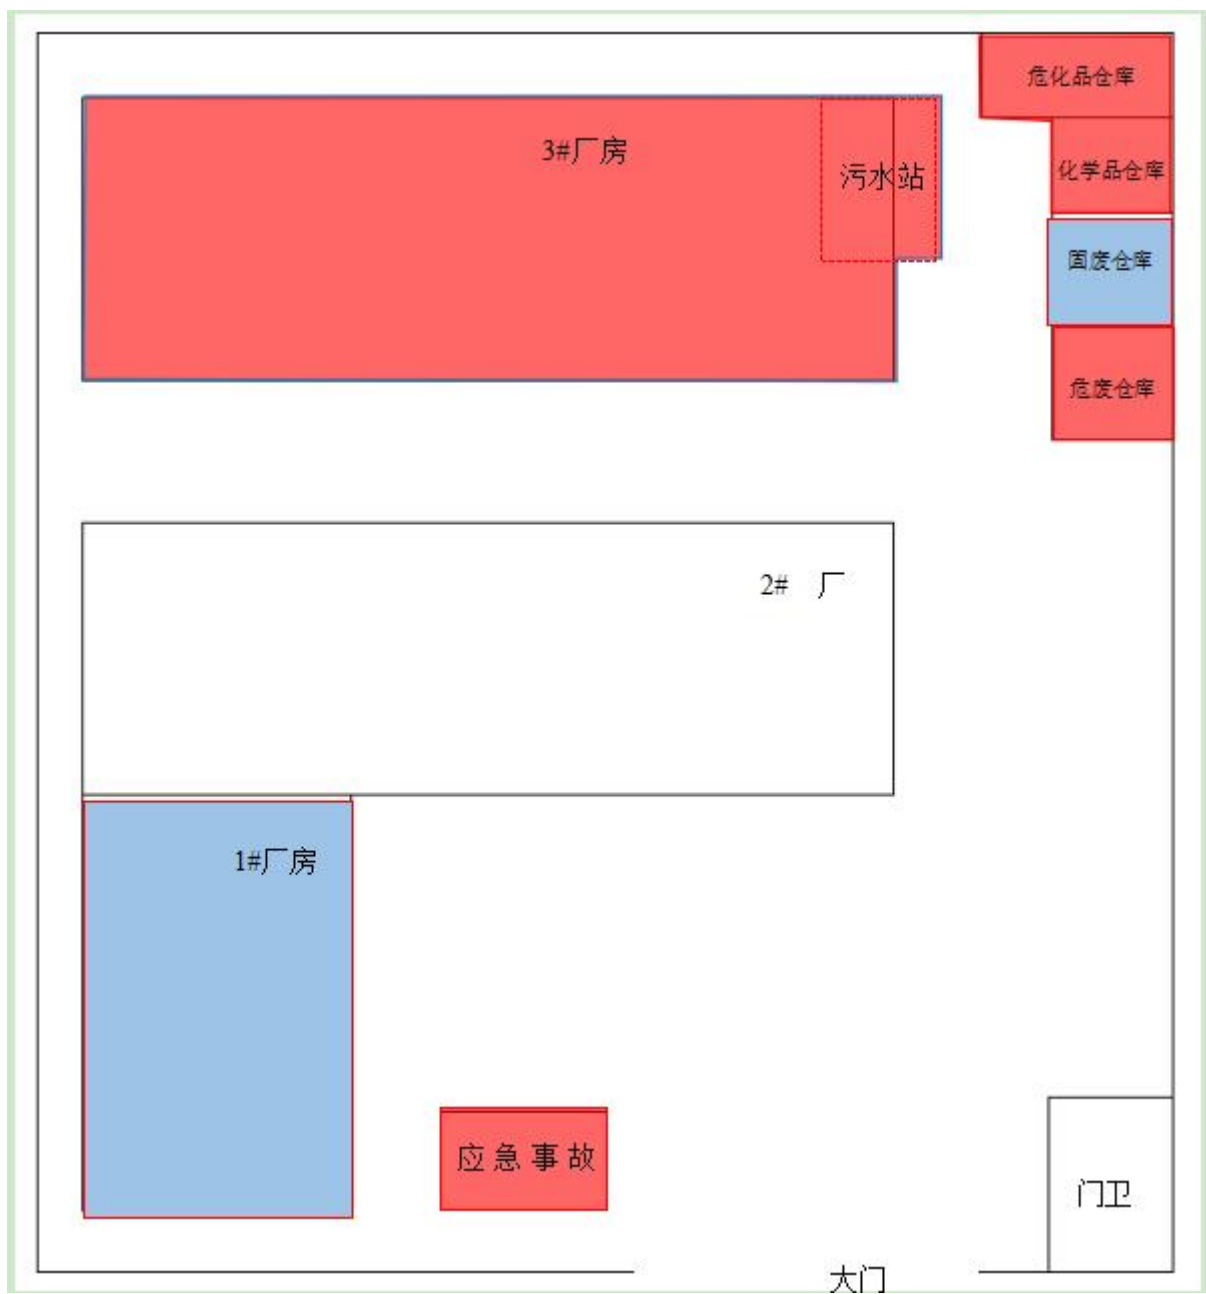 危化品仓库
3#厂房
污水站
化学品仓库
固废仓库
危废仓库
2# 厂
1#厂房
应急事故
门卫
大门